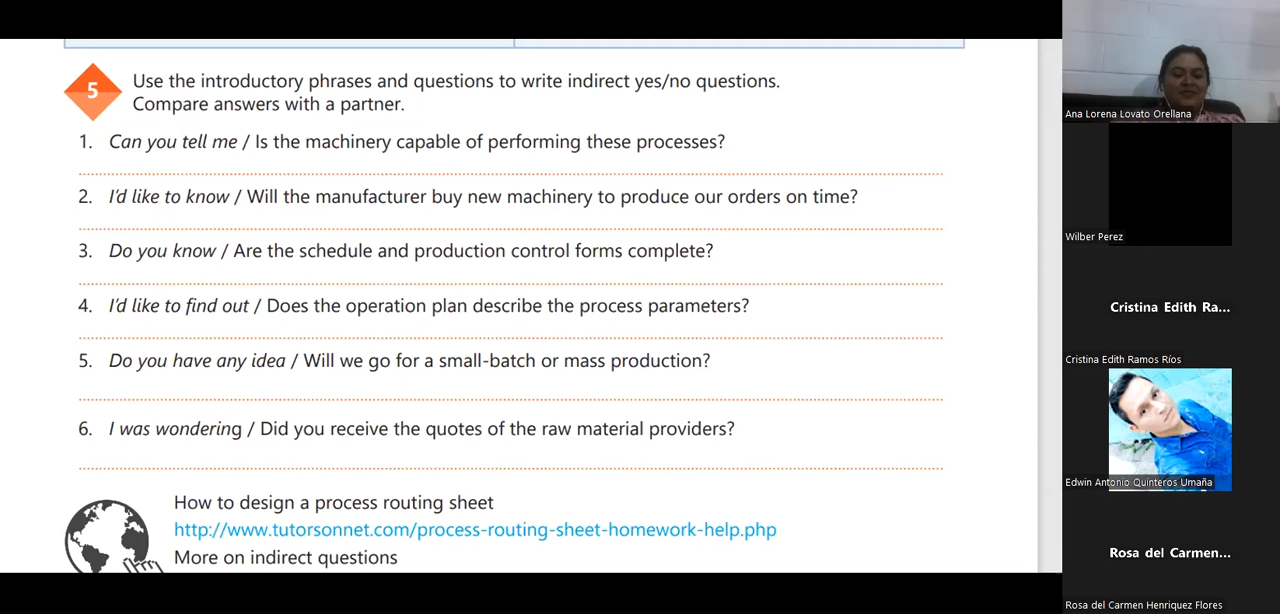 5
Use the introductory phrases and questions to write indirect yes/no questions.
Compare answers with a partner.
1. Can you tell me / Is the machinery capable of performing these processes?
2. I'd like to know / Will the manufacturer buy new machinery to produce our orders on time?
3. Do you know / Are the schedule and production control forms complete?
4. I'd like to find out / Does the operation plan describe the process parameters?
5. Do you have any idea / Will we go for a small-batch or mass production?
6. I was wondering / Did you receive the quotes of the raw material providers?
How to design a process routing sheet
http://www.tutorsonnet.com/process-routing-sheet-homework-help.php
More on indirect questions
Ana Lorena Lovato Orellana
Wilber Perez
Cristina Edith Ra...
Cristina Edith Ramos Ríos
Edwin Antonio Quinteros Umaña
Rosa del Carmen...
Rosa del Carmen Henriquez Flores